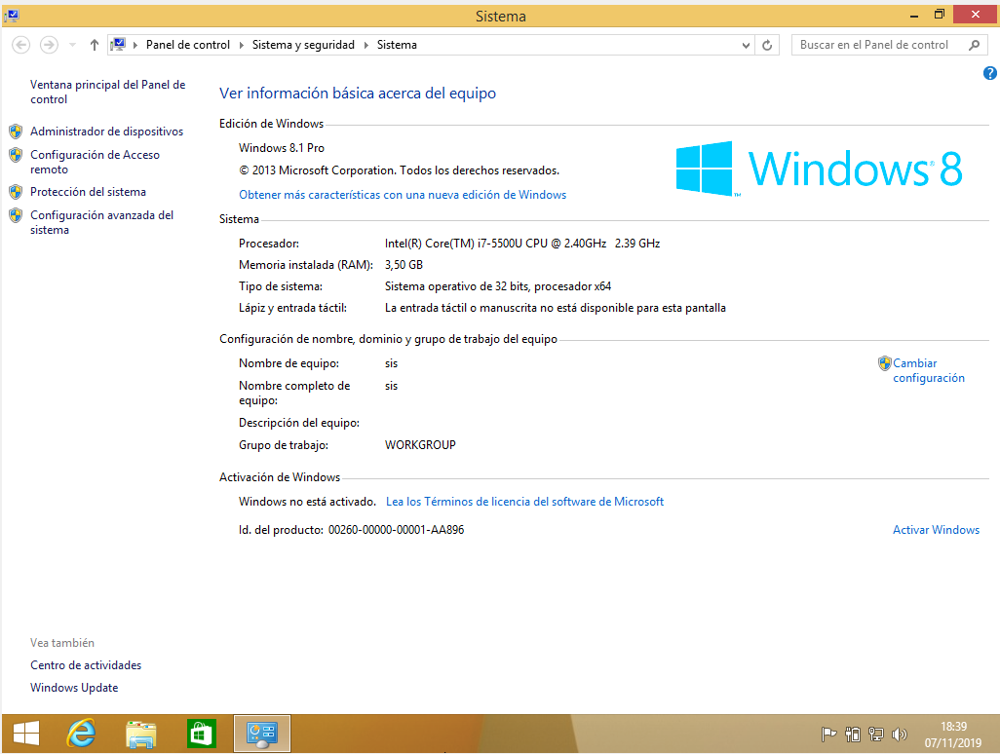 Sistema
Panel de control Sistema y seguridad Sistema
Buscar en el Panel de control
Ventana principal del Panel de
control
Administrador de dispositivos
Configuración de Acceso
remoto
Protección del sistema
Configuración avanzada del
sistema
Vea también
Centro de actividades
Windows Update
Ver información básica acerca del equipo
Edición de Windows
Windows 8.1 Pro
© 2013 Microsoft Corporation. Todos los derechos reservados.
Obtener más características con una nueva edición de Windows
Windows 8
Sistema
Procesador: Intel(R) Core(TM) i7-5500U CPU @ 2.40GHz 2.39 GHz
Memoria instalada (RAM): 3,50 GB
Tipo de sistema: Sistema operativo de 32 bits, procesador x64
Lápiz y entrada táctil: La entrada táctil o manuscrita no está disponible para esta pantalla
Configuración de nombre, dominio y grupo de trabajo del equipo
Nombre de equipo: sis
Cambiar
configuración
Nombre completo de
equipo: sis
Descripción del equipo:
Grupo de trabajo: WORKGROUP
Activación de Windows
Windows no está activado. Lea los Términos de licencia del software de Microsoft
Id. del producto: 00260-00000-00001-AA896
Activar Windows
18:39
07/11/2019